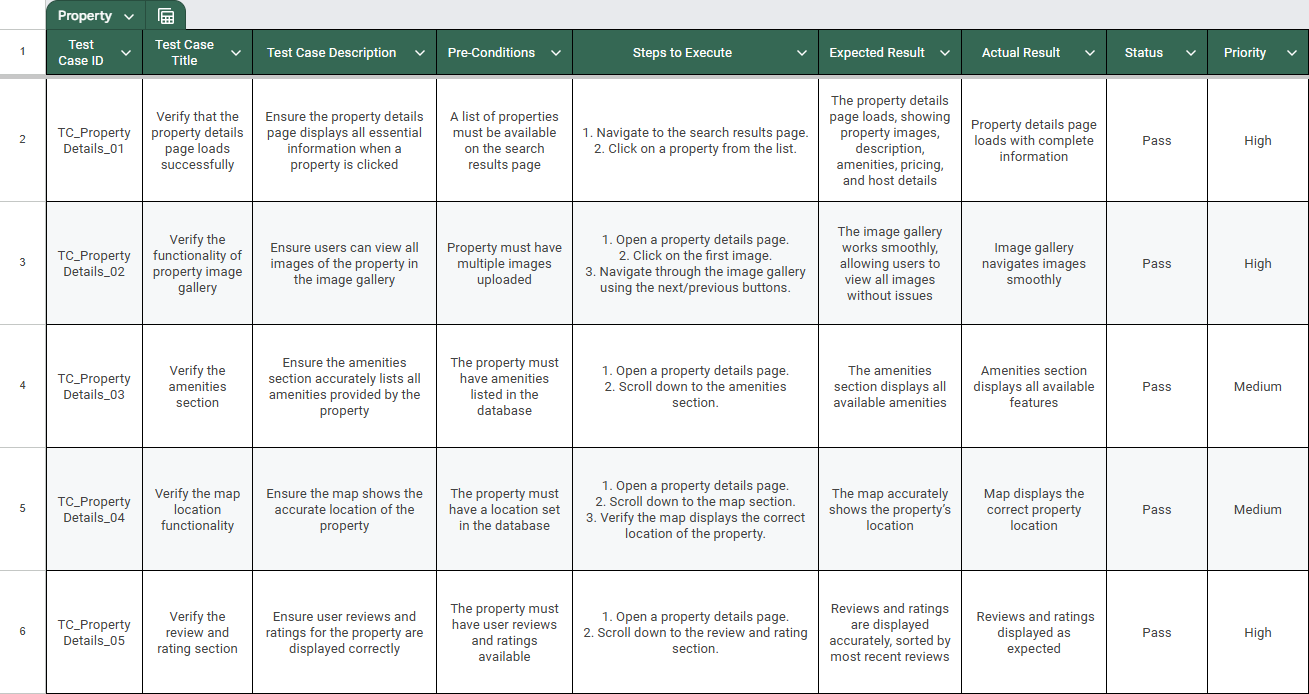 Property
1
Test
Case ID
Test Case
Title
Test Case Description
Pre-Conditions
Steps to Execute
Expected Result
Actual Result
Status
Priority
2
TC_Property
Details_01
Verify that the
property details
page loads
successfully
Ensure the property details
page displays all essential
information when a
property is clicked
A list of properties
must be available
on the search
results page
1. Navigate to the search results page.
2. Click on a property from the list.
The property details
page loads, showing
property images,
description,
amenities, pricing,
and host details
Property details page
loads with complete
information
Pass
High
3
TC_Property
Details_02
Verify the
functionality of
property image
gallery
Ensure users can view all
images of the property in
the image gallery
Property must have
multiple images
uploaded
1. Open a property details page.
2. Click on the first image.
3. Navigate through the image gallery
using the next/previous buttons.
The image gallery
works smoothly,
allowing users to
view all images
without issues
Image gallery
navigates images
smoothly
Pass
High
4
TC_Property
Details_03
Verify the
amenities
section
Ensure the amenities
section accurately lists all
amenities provided by the
property
The property must
have amenities
listed in the
database
1. Open a property details page.
2. Scroll down to the amenities
section.
The amenities
section displays all
available amenities
Amenities section
displays all available
features
Pass
Medium
5
TC_Property
Details_04
Verify the map
location
functionality
Ensure the map shows the
accurate location of the
property
The property must
have a location set
in the database
1. Open a property details page.
2. Scroll down to the map section.
3. Verify the map displays the correct
location of the property.
The map accurately
shows the property’s
location
Map displays the
correct property
location
Pass
Medium
6
TC_Property
Details_05
Verify the
review and
rating section
Ensure user reviews and
ratings for the property are
displayed correctly
The property must
have user reviews
and ratings
available
1. Open a property details page.
2. Scroll down to the review and rating
section.
Reviews and ratings
are displayed
accurately, sorted by
most recent reviews
Reviews and ratings
displayed as
expected
Pass
High